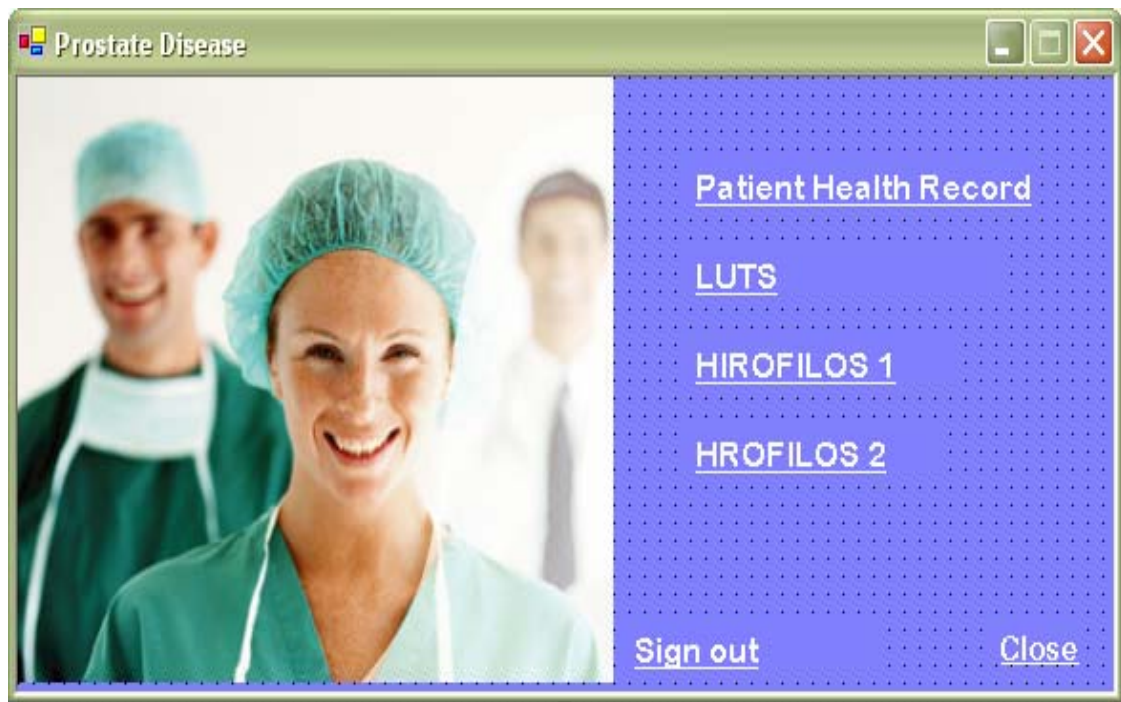 Prostate Disease
Patient Health Record
LUTS
HIROFILOS 1
HROFILOS 2
Sign out
Close